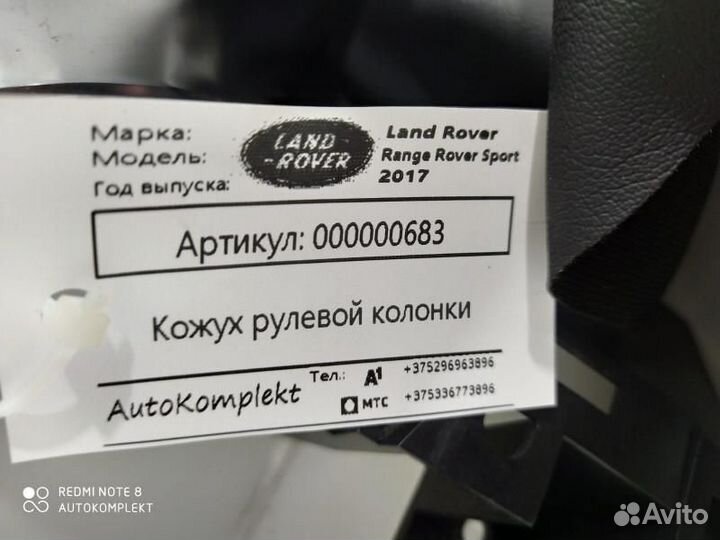 Марка: LAND Land Rover
Модель: -ROVER Range Rover Sport
Год выпуска: 2017
Артикул: 000000683
Кожух рулевой колонки
AutoKomplekt Тел.: A1 +375296963896
МТС +375336773896
REDMI NOTE 8
AUTOKOMPLEKT
Avito